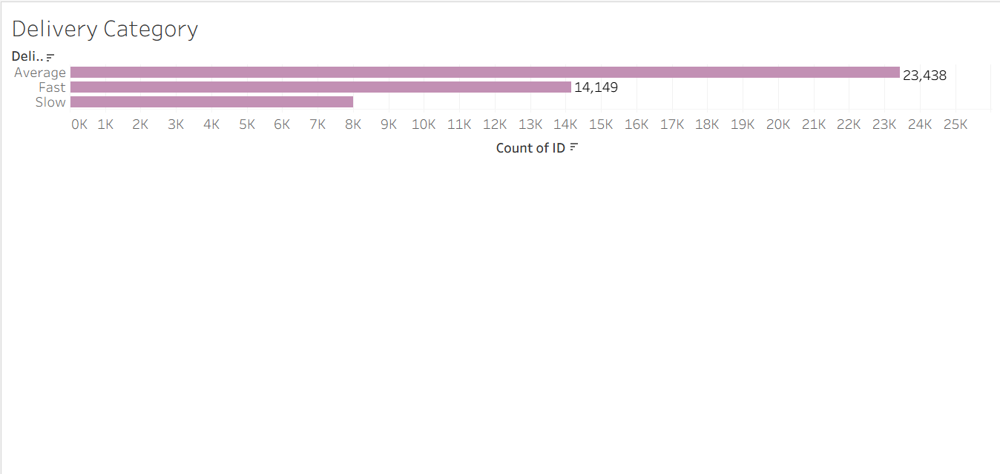 Delivery Category
Deli..
Average 23,438
Fast 14,149
Slow
0K 1K 2K 3K 4K 5K 6K 7K 8K 9K 10K 11K 12K 13K 14K 15K 16K 17K 18K 19K 20K 21K 22K 23K 24K 25K
Count of ID